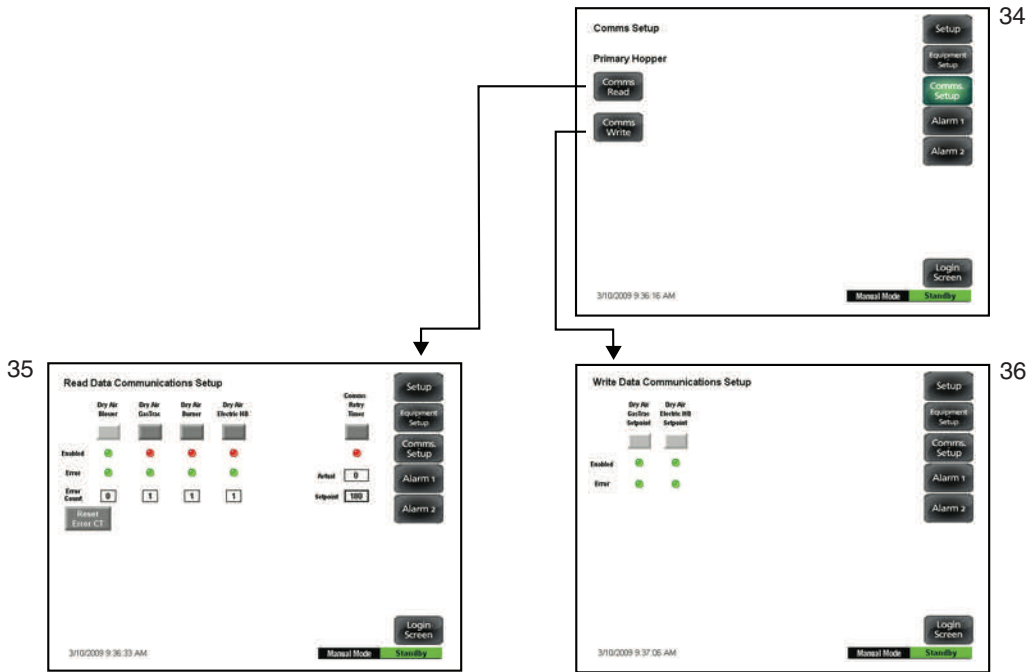 34
Comms Setup
Primary Hopper
Comms
Read
Comms
Write
Setup
Equipment
Setup
Comms.
Setup
Alarm 1
Alarm 2
Login
Screen
3/10/2009 9:36:16 AM
Manual Mode
Standby
35
Read Data Communications Setup
Dry Air
Blower
Dry Air
GasTrac
Dry Air
Burner
Dry Air
Electric HB
Comms
Retry
Timer
Enabled
Error
Error
Count
0
1
1
1
Actual
0
Setpoint
180
Reset
Error CT
Setup
Equipment
Setup
Comms.
Setup
Alarm 1
Alarm 2
Login
Screen
3/10/2009 9:36:33 AM
Manual Mode
Standby
36
Write Data Communications Setup
Dry Air
GasTrac
Setpoint
Dry Air
Electric HB
Setpoint
Enabled
Error
Setup
Equipment
Setup
Comms.
Setup
Alarm 1
Alarm 2
Login
Screen
3/10/2009 9:37:06 AM
Manual Mode
Standby